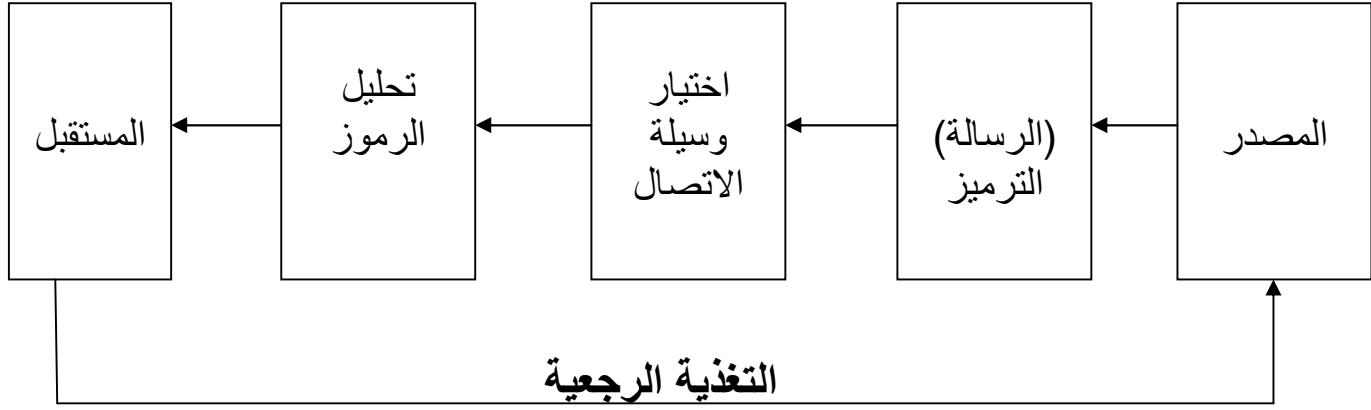 المصدر
(الرسالة)
الترميز
اختيار
وسيلة
الاتصال
تحليل
الرموز
المستقبل
التغذية الرجعية